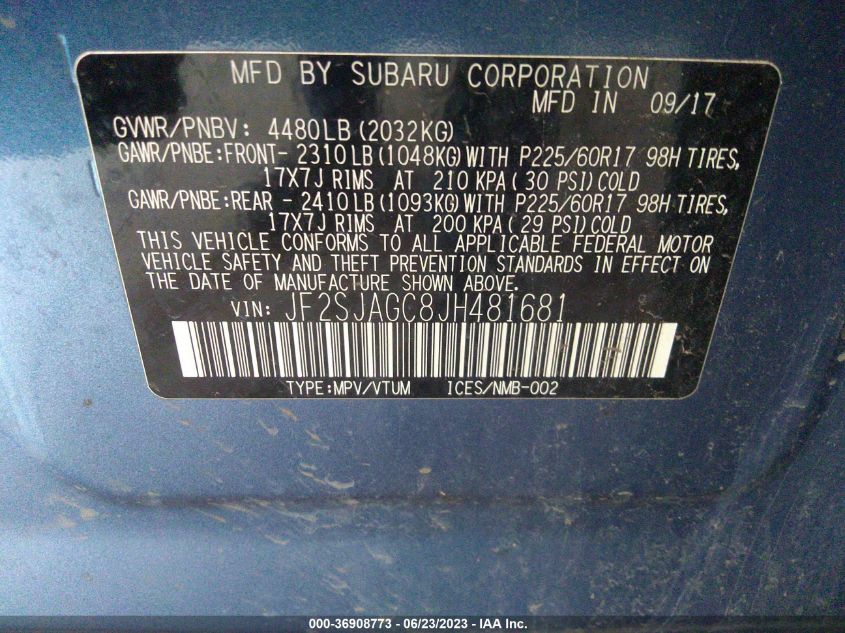 MFD BY SUBARU CORPORATION
MFD IN 09/17
GVWR/PNBV: 4480LB(2032KG)
GAWR/PNBE:FRONT- 2310LB(1048KG)WITH P225/60R17 98H TIRES,
17X7J RIMS AT 210 KPA(30 PSI)COLD
GAWR/PNBE:REAR - 2410LB(1093KG)WITH P225/60R17 98H TIRES,
17X7J RIMS AT 200 KPA(29 PSI)COLD
THIS VEHICLE CONFORMS TO ALL APPLICABLE FEDERAL MOTOR
VEHICLE SAFETY AND THEFT PREVENTION STANDARDS IN EFFECT ON
THE DATE OF MANUFACTURE SHOWN ABOVE.
VIN: JF2SJAGC8JH481681
TYPE:MPV/VTUM ICES/NMB-002
000-36908773 - 06/23/2023 - IAA Inc.